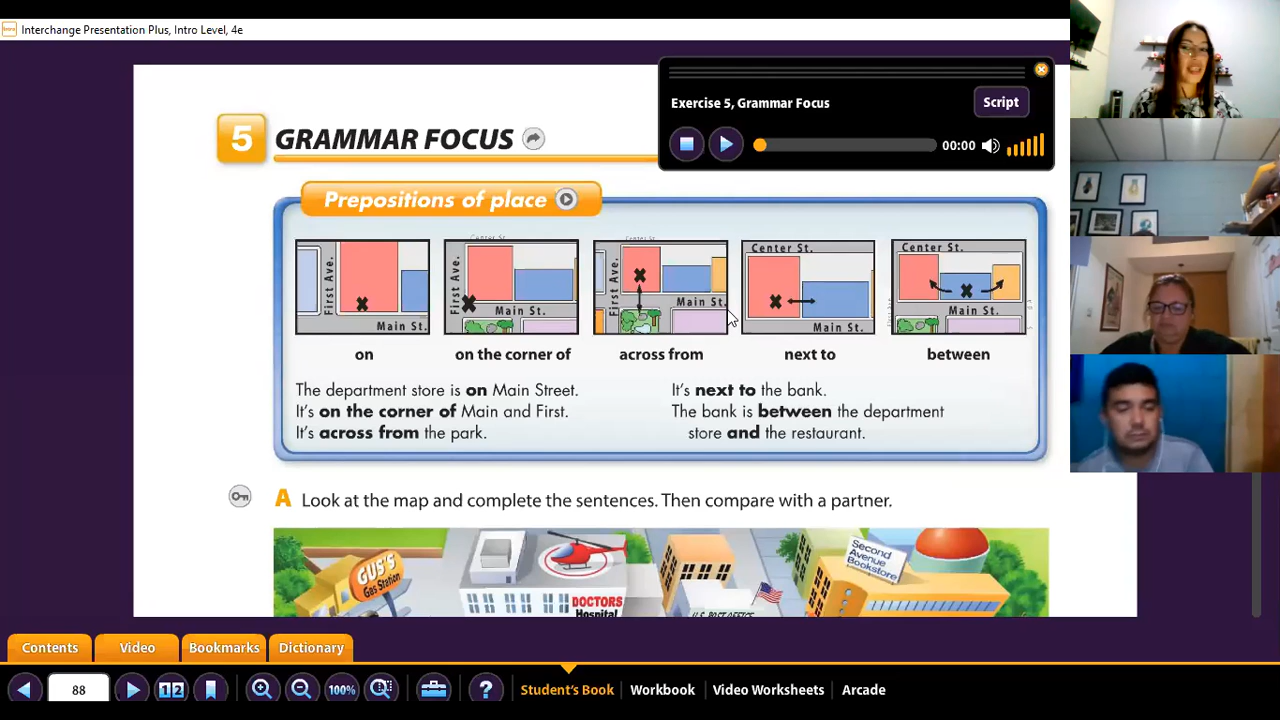 Interchange Presentation Plus, Intro Level, 4e
Exercise 5, Grammar Focus
Script
00:00
5 GRAMMAR FOCUS
Prepositions of place
First Ave.
Main St.
on
Center St.
First Ave.
Main St.
on the corner of
First Ave.
Main St.
across from
Center St.
Main St.
next to
Center St.
Main St.
between
The department store is on Main Street.
It's on the corner of Main and First.
It's across from the park.
It's next to the bank.
The bank is between the department
store and the restaurant.
A Look at the map and complete the sentences. Then compare with a partner.
GUS'S
Gas Station
DOCTORS
Hospital
U.S. POST OFFICE
Second
Avenue
Bookstore
Contents
Video
Bookmarks
Dictionary
88
1 2
100%
?
Student's Book
Workbook
Video Worksheets
Arcade